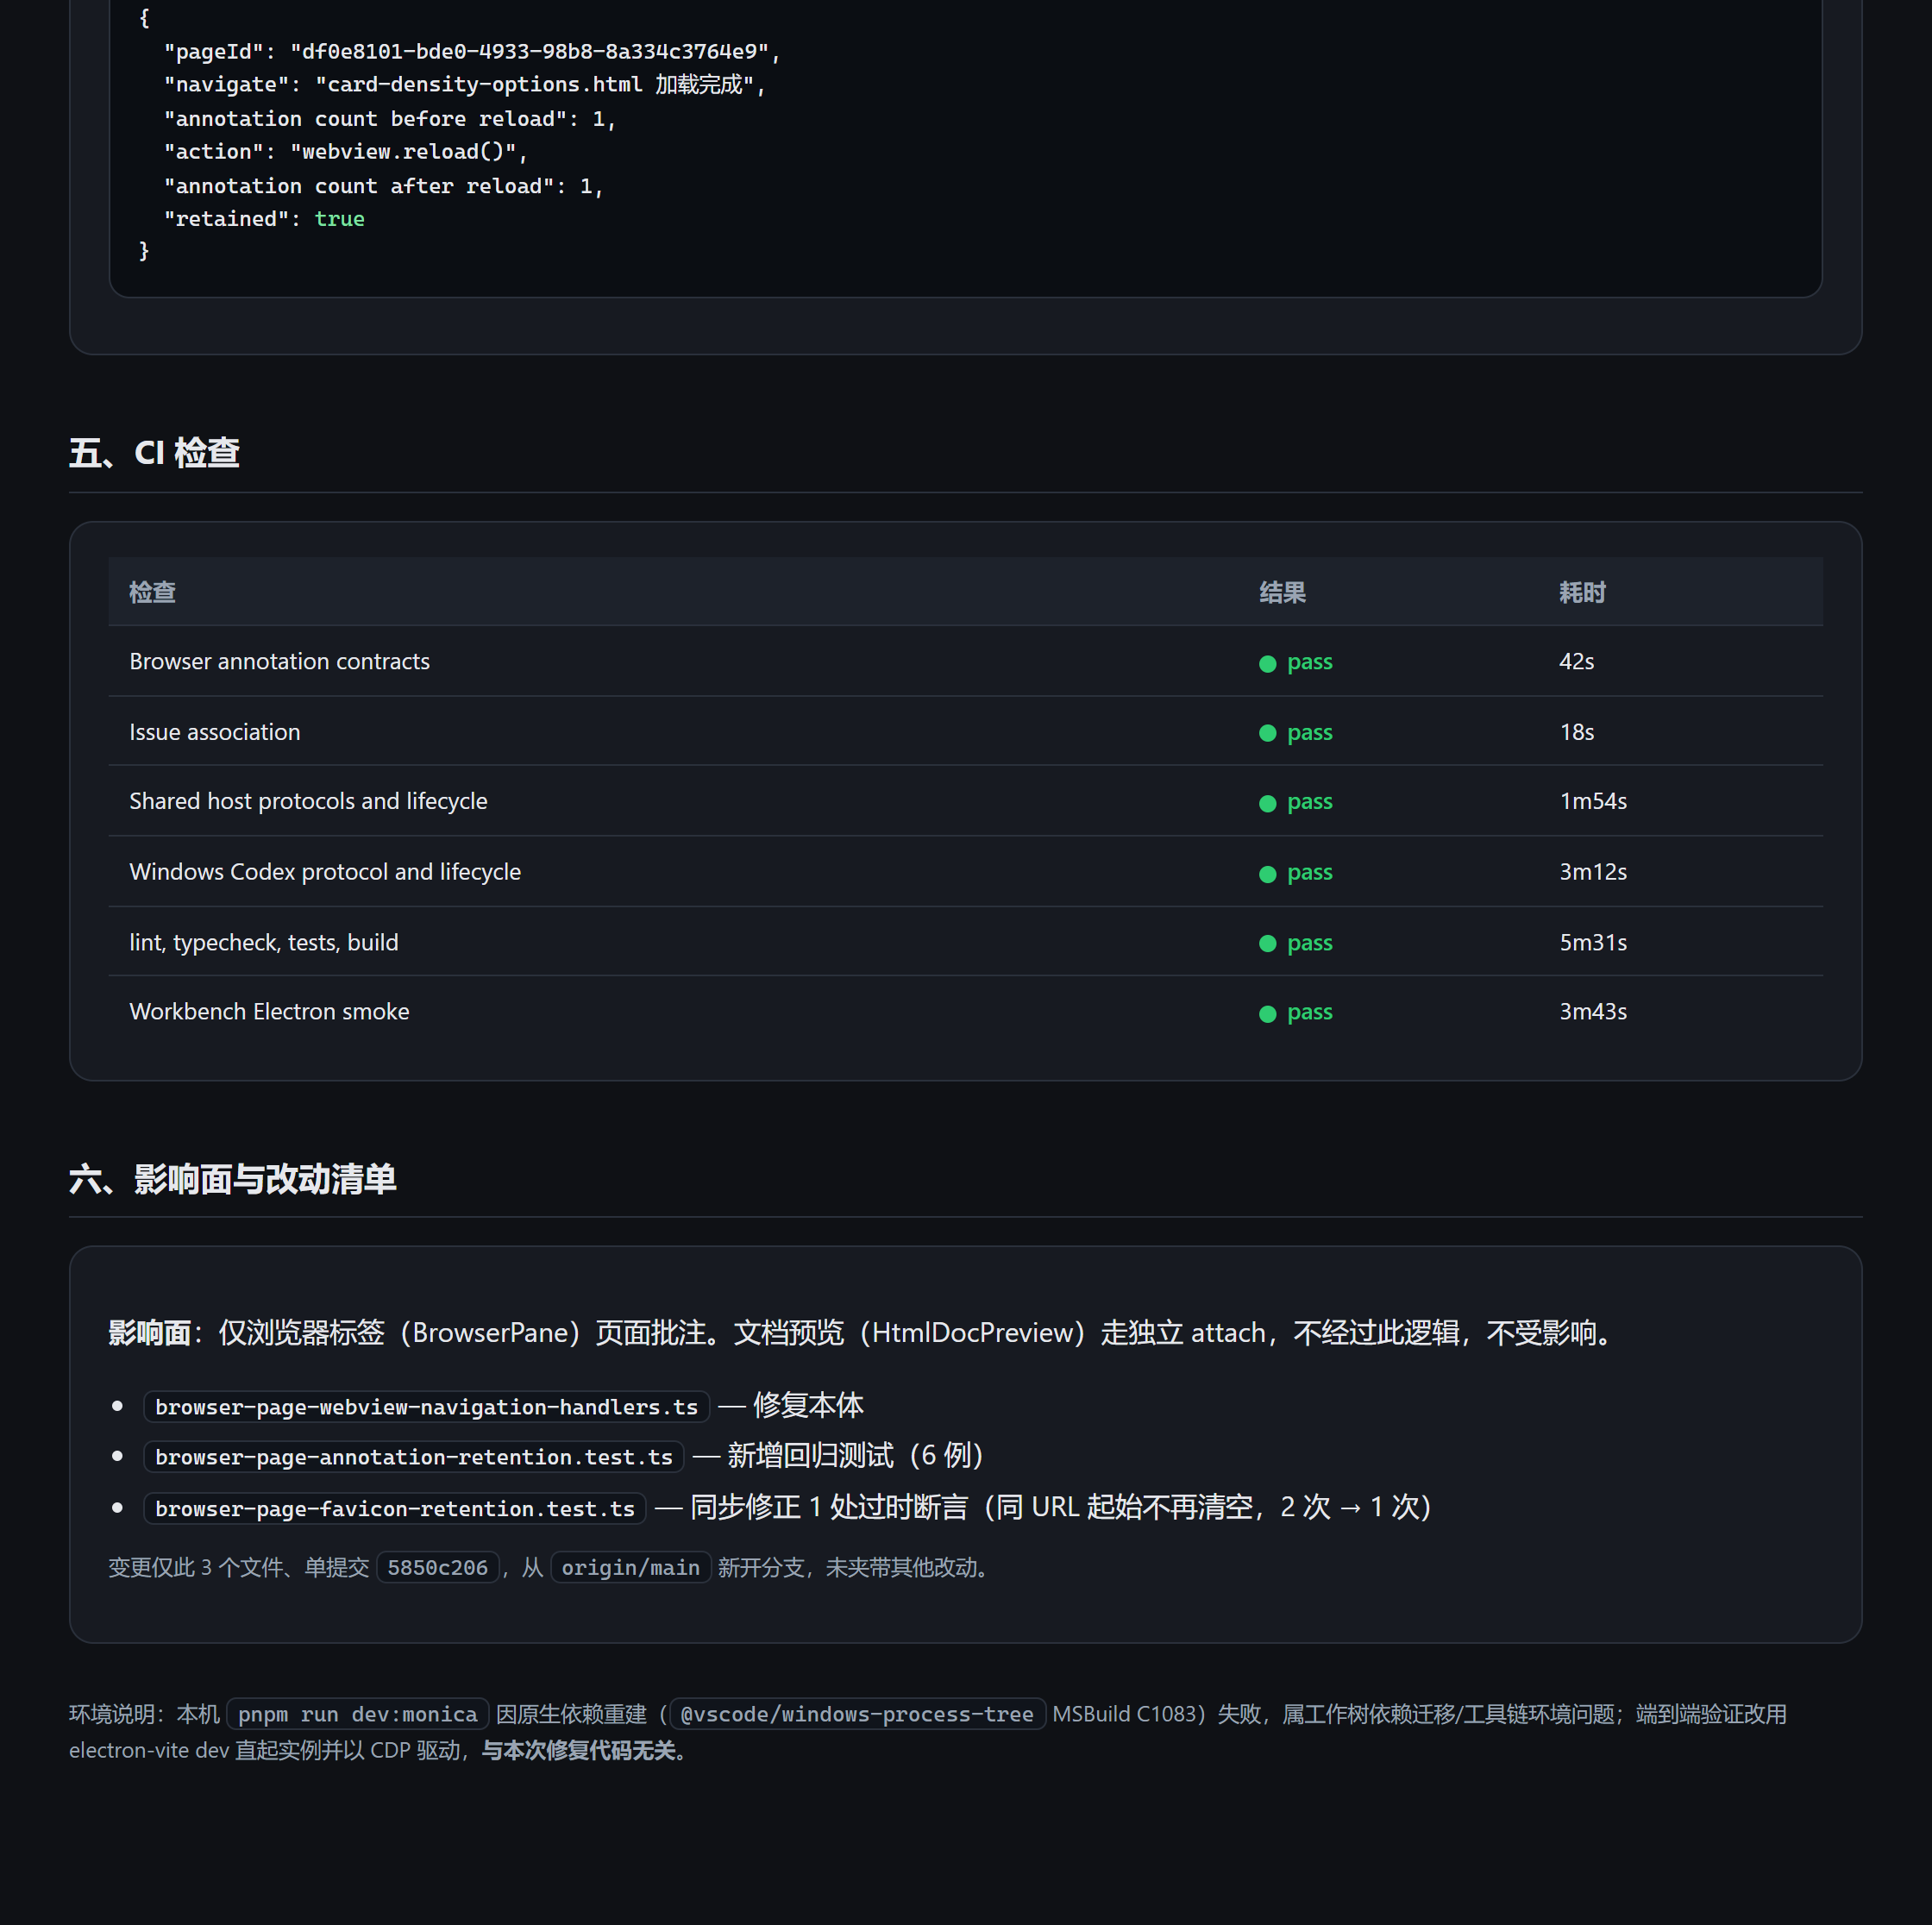 {
"pageId": "df0e8101-bde0-4933-98b8-8a334c3764e9",
"navigate": "card-density-options.html 加载完成",
"annotation count before reload": 1,
"action": "webview.reload()",
"annotation count after reload": 1,
"retained": true
}
五、CI 检查
检查 结果 耗时
Browser annotation contracts pass 42s
Issue association pass 18s
Shared host protocols and lifecycle pass 1m54s
Windows Codex protocol and lifecycle pass 3m12s
lint, typecheck, tests, build pass 5m31s
Workbench Electron smoke pass 3m43s
六、影响面与改动清单
影响面：仅浏览器标签（BrowserPane）页面批注。文档预览（HtmlDocPreview）走独立 attach，不经过此逻辑，不受影响。
• browser-page-webview-navigation-handlers.ts — 修复本体
• browser-page-annotation-retention.test.ts — 新增回归测试（6 例）
• browser-page-favicon-retention.test.ts — 同步修正 1 处过时断言（同 URL 起始不再清空，2 次 → 1 次）
变更仅此 3 个文件、单提交 5850c206，从 origin/main 新开分支，未夹带其他改动。
环境说明：本机 pnpm run dev:monica 因原生依赖重建（@vscode/windows-process-tree MSBuild C1083）失败，属工作树依赖迁移/工具链环境问题；端到端验证改用
electron-vite dev 直起实例并以 CDP 驱动，与本次修复代码无关。